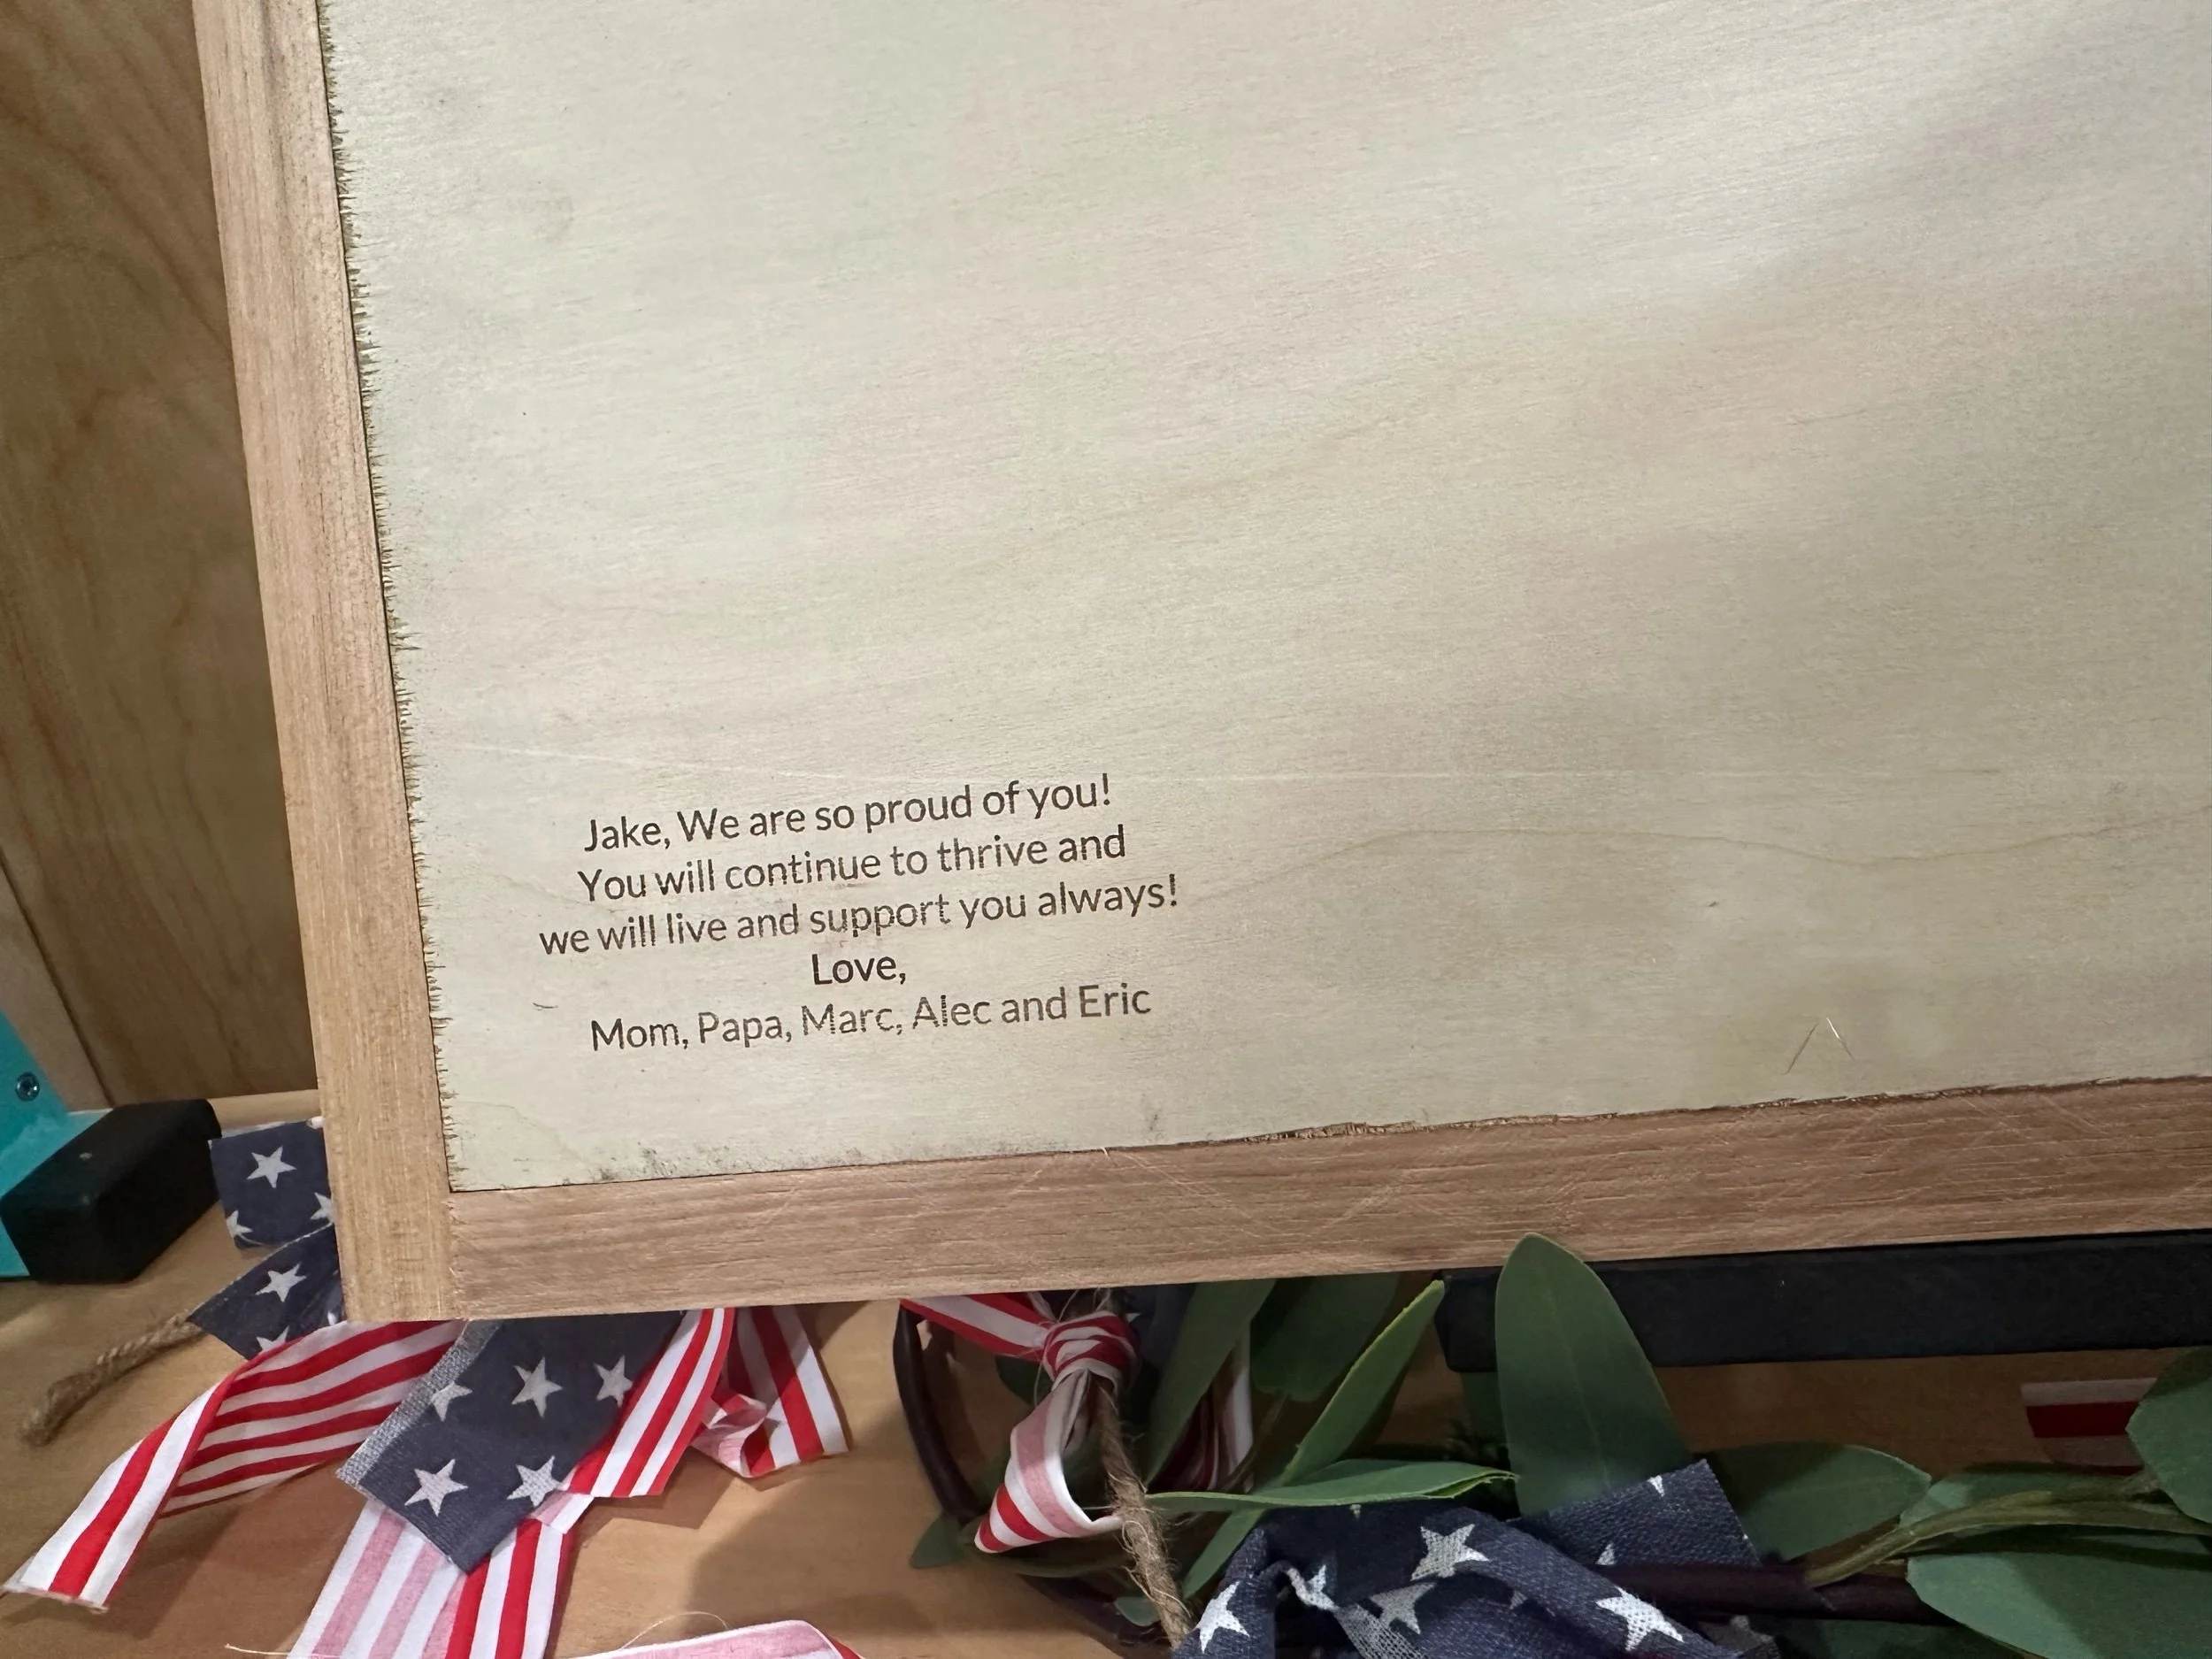 Jake, We are so proud of you!
You will continue to thrive and
we will live and support you always!
Love,
Mom, Papa, Marc, Alec and Eric